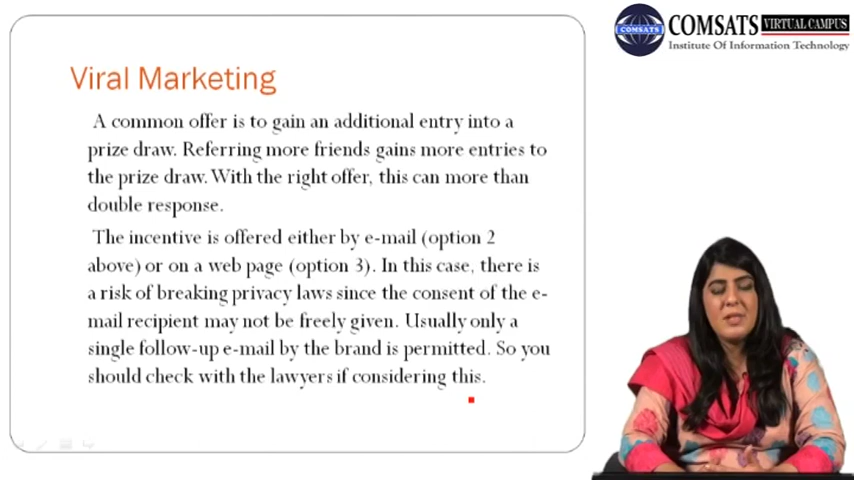 COMSATS VIRTUAL CAMPUS
COMSATS
Institute Of Information Technology
Viral Marketing
A common offer is to gain an additional entry into a
prize draw. Referring more friends gains more entries to
the prize draw. With the right offer, this can more than
double response.
The incentive is offered either by e-mail (option 2
above) or on a web page (option 3). In this case, there is
a risk of breaking privacy laws since the consent of the e-
mail recipient may not be freely given. Usually only a
single follow-up e-mail by the brand is permitted. So you
should check with the lawyers if considering this.